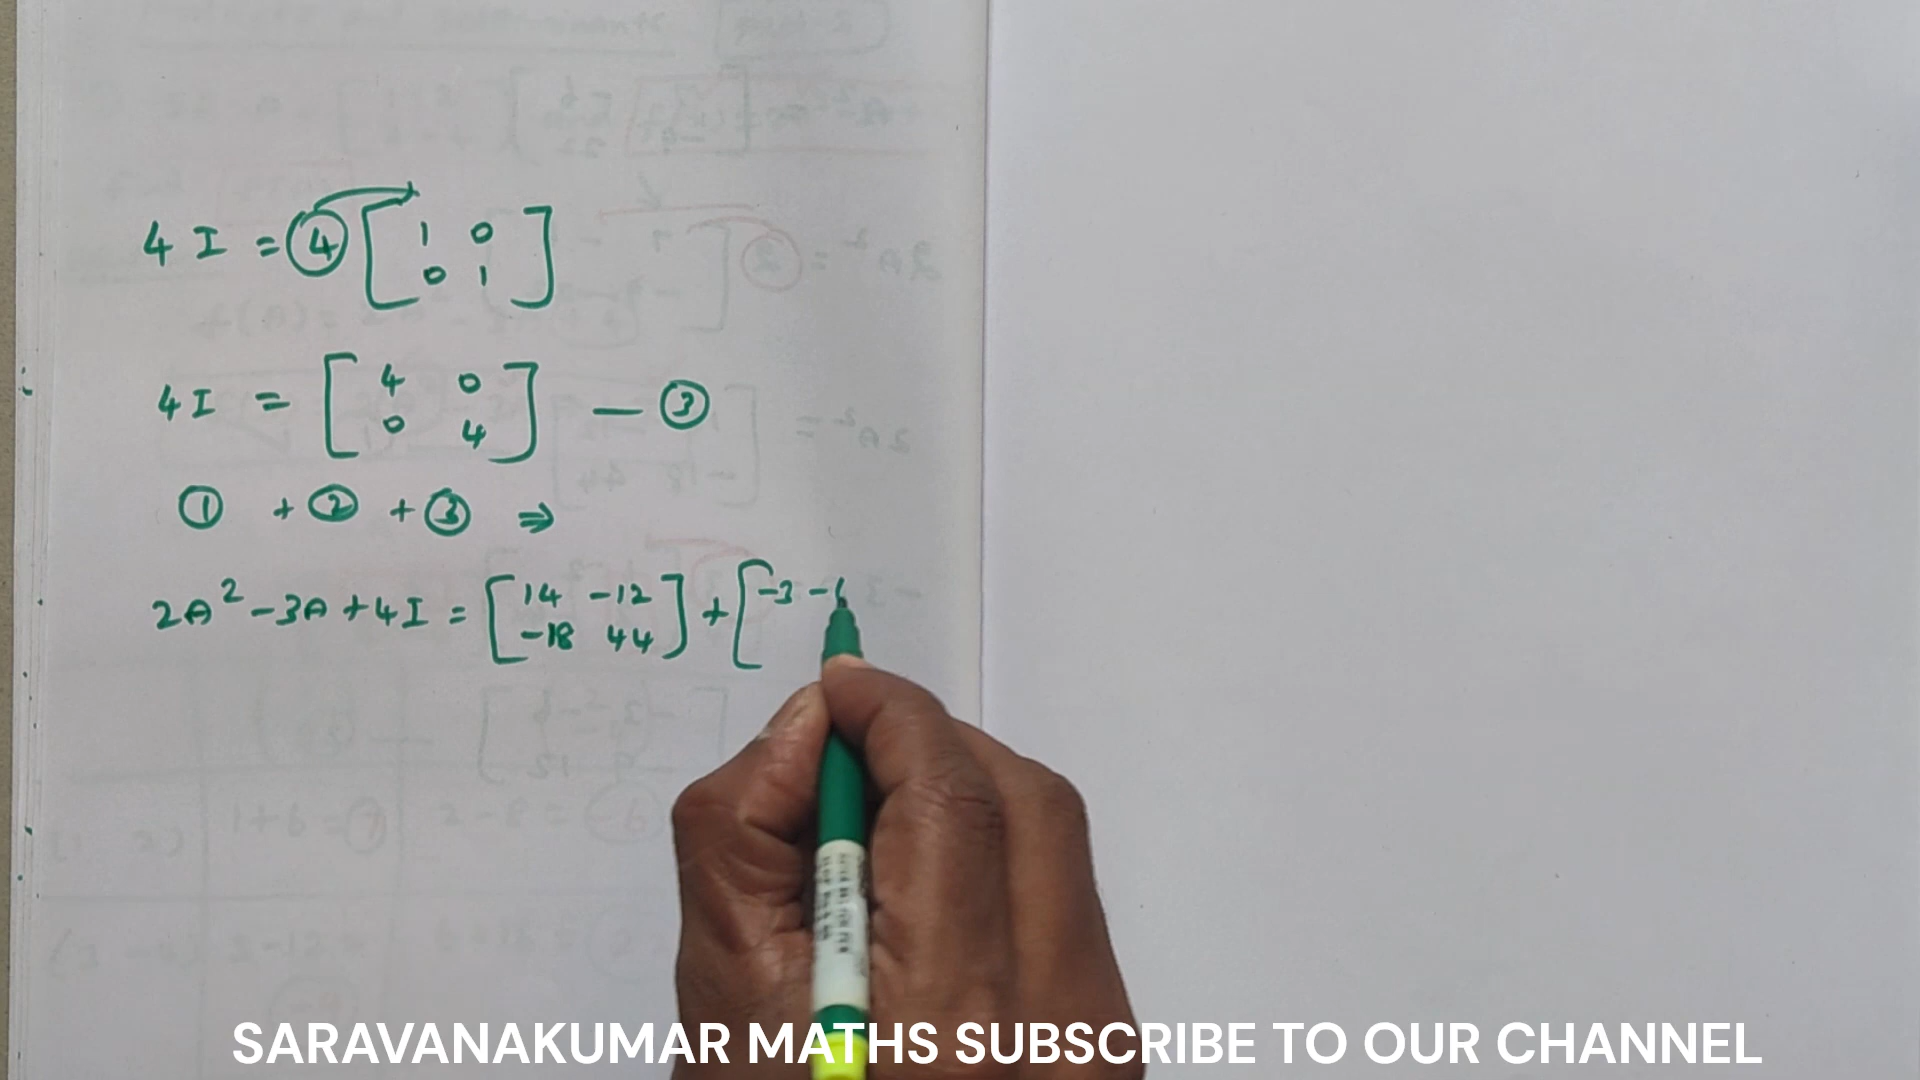 4 I = ④ [ 1 0
0 1 ]
4I = [ 4 0
0 4 ] — ③
① + ② + ③ ⇒
2A² - 3A + 4I = [ 14 -12
-18 44 ] + [ -3 -6
SARAVANAKUMAR MATHS SUBSCRIBE TO OUR CHANNEL